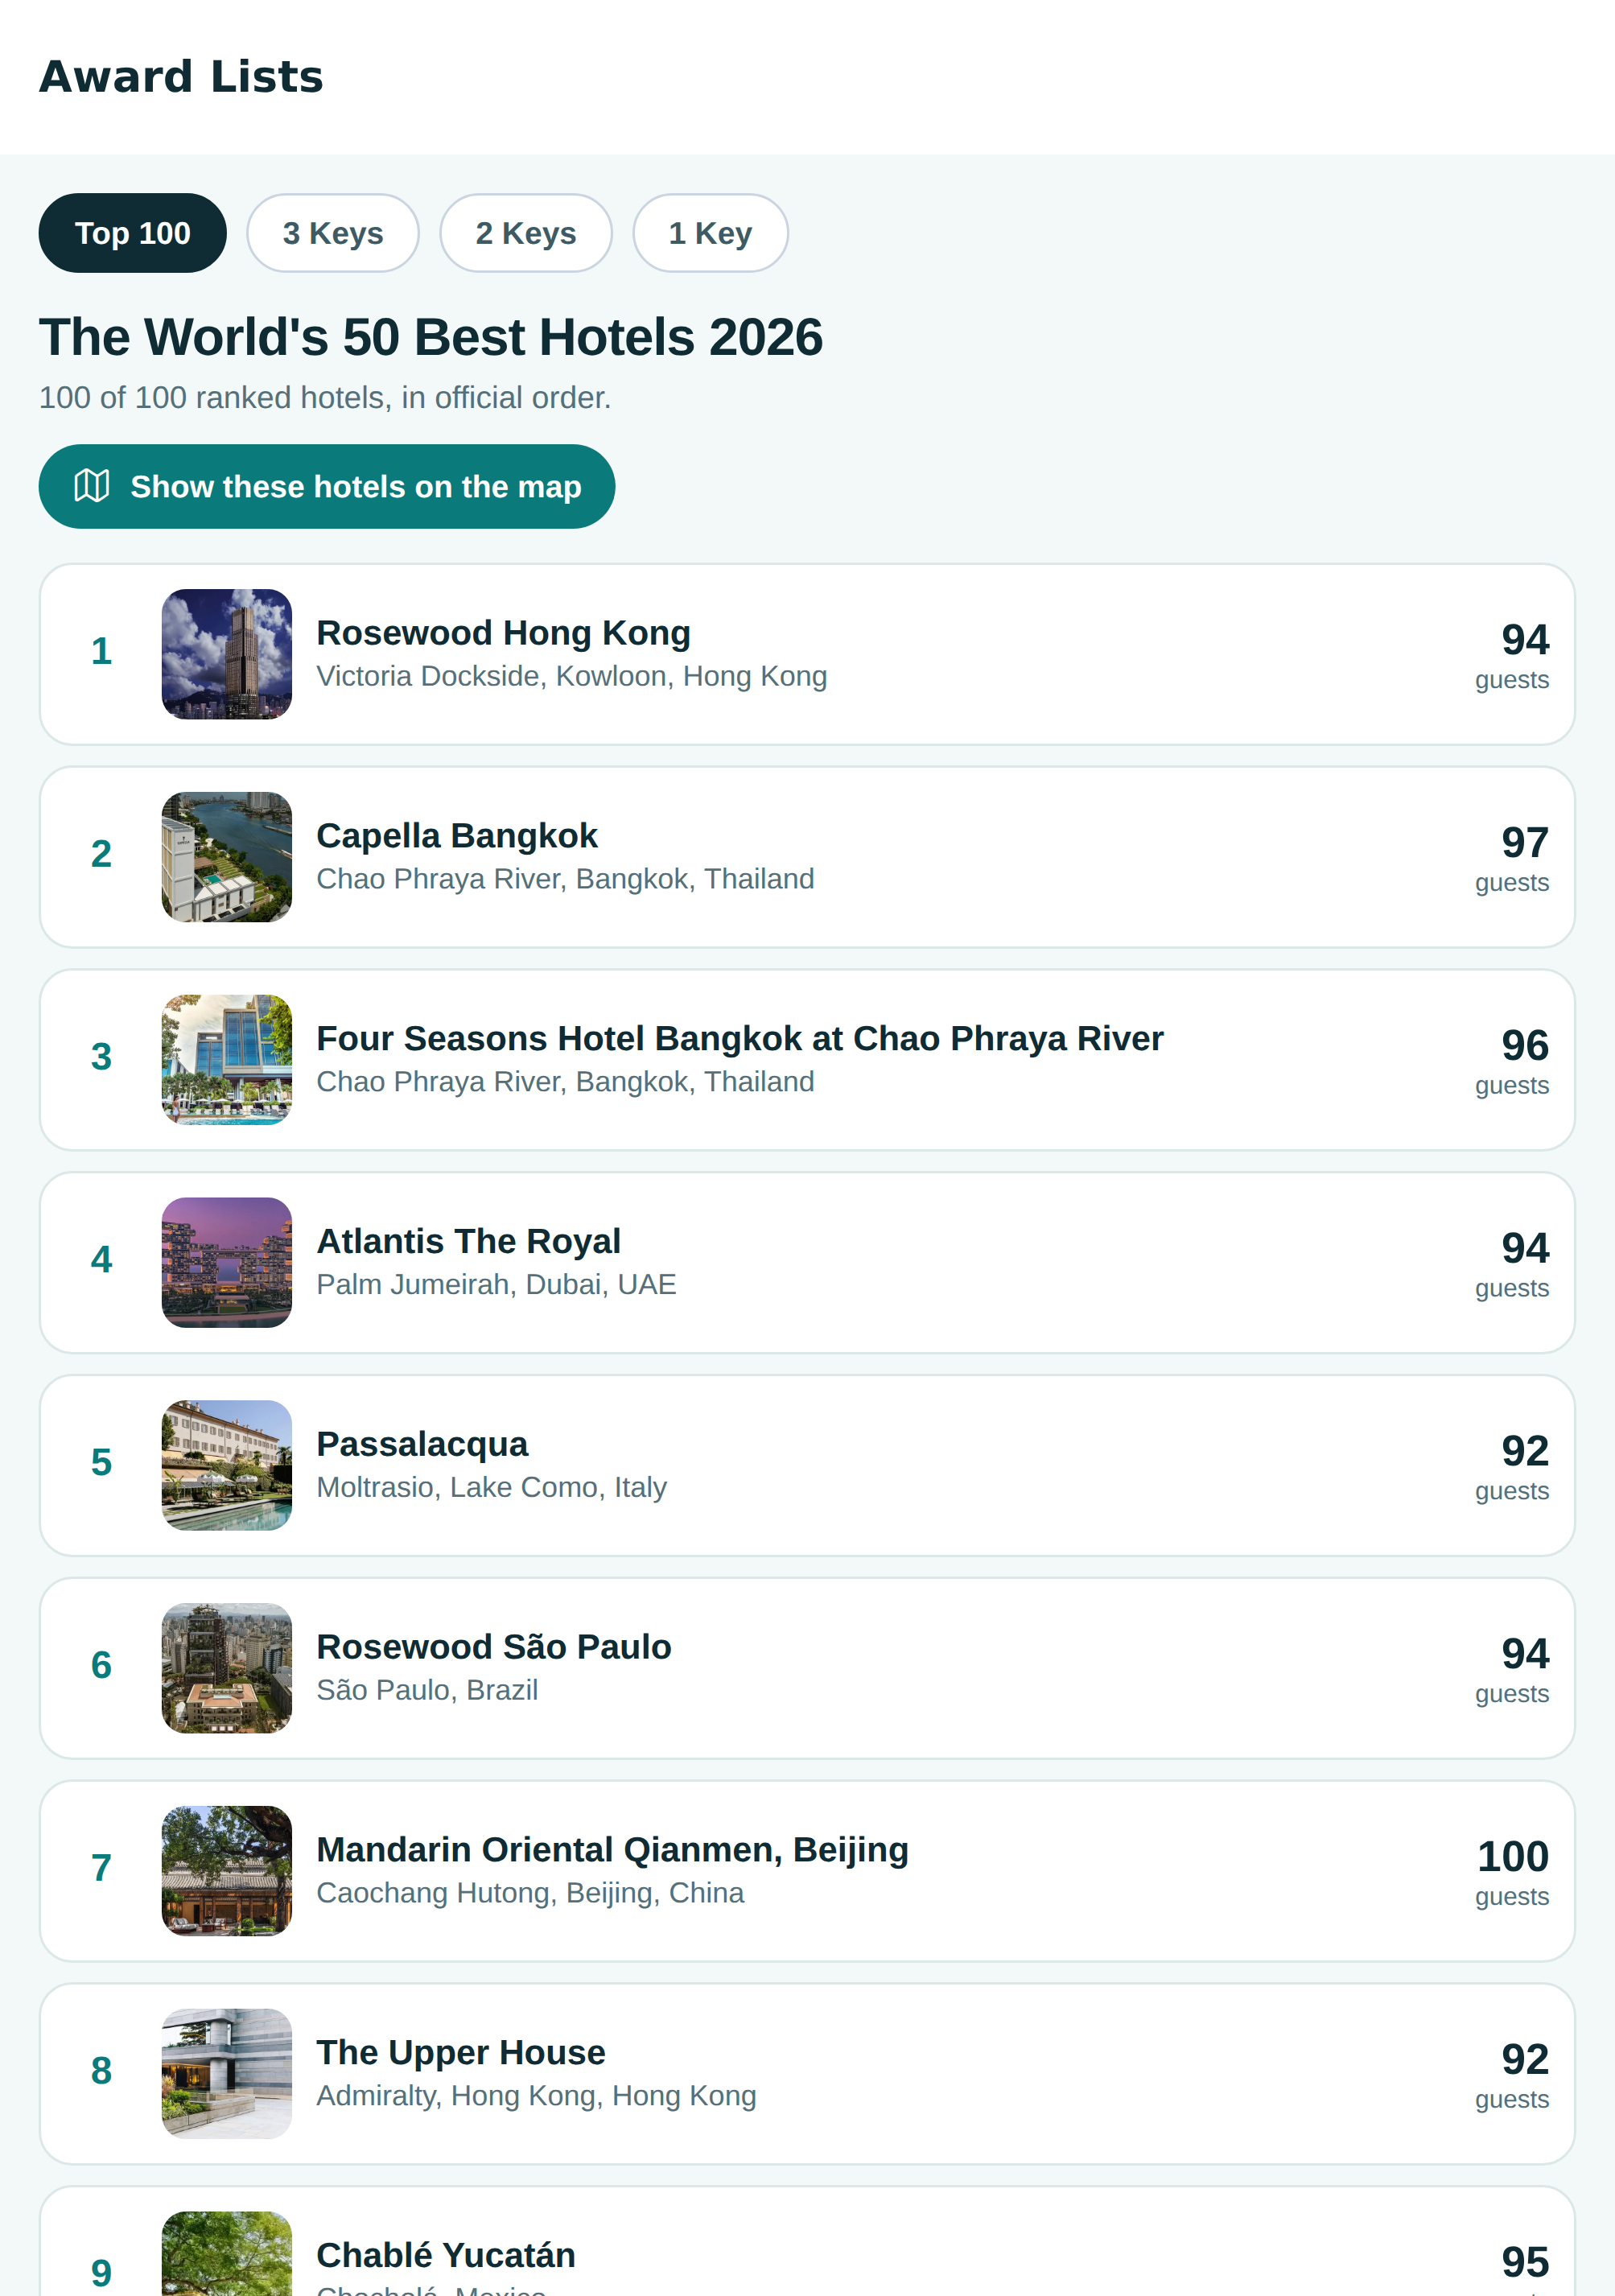 Award Lists
Top 100
3 Keys
2 Keys
1 Key
The World's 50 Best Hotels 2026
100 of 100 ranked hotels, in official order.
Show these hotels on the map
1
Rosewood Hong Kong
Victoria Dockside, Kowloon, Hong Kong
94
guests
2
Capella Bangkok
Chao Phraya River, Bangkok, Thailand
97
guests
3
Four Seasons Hotel Bangkok at Chao Phraya River
Chao Phraya River, Bangkok, Thailand
96
guests
4
Atlantis The Royal
Palm Jumeirah, Dubai, UAE
94
guests
5
Passalacqua
Moltrasio, Lake Como, Italy
92
guests
6
Rosewood São Paulo
São Paulo, Brazil
94
guests
7
Mandarin Oriental Qianmen, Beijing
Caochang Hutong, Beijing, China
100
guests
8
The Upper House
Admiralty, Hong Kong, Hong Kong
92
guests
9
Chablé Yucatán
95